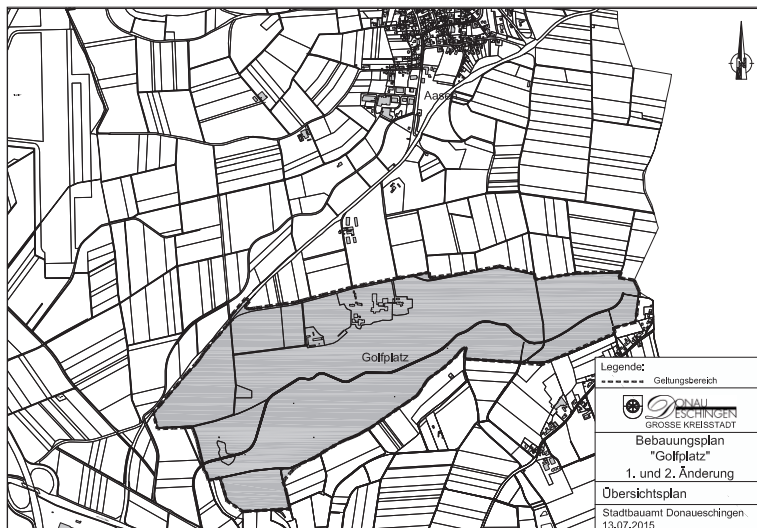 Aasen
Golfplatz
Legende:
Geltungsbereich
DONAU
ESCHINGEN
GROSSE KREISSTADT
Bebauungsplan
"Golfplatz"
1. und 2. Änderung
Übersichtsplan
Stadtbauamt Donaueschingen
13.07.2015